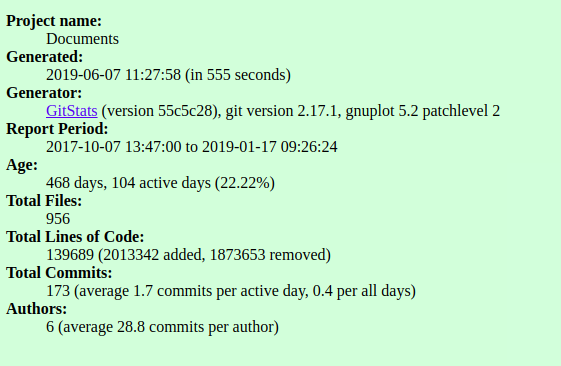 Project name:
Documents
Generated:
2019-06-07 11:27:58 (in 555 seconds)
Generator:
GitStats (version 55c5c28), git version 2.17.1, gnuplot 5.2 patchlevel 2
Report Period:
2017-10-07 13:47:00 to 2019-01-17 09:26:24
Age:
468 days, 104 active days (22.22%)
Total Files:
956
Total Lines of Code:
139689 (2013342 added, 1873653 removed)
Total Commits:
173 (average 1.7 commits per active day, 0.4 per all days)
Authors:
6 (average 28.8 commits per author)